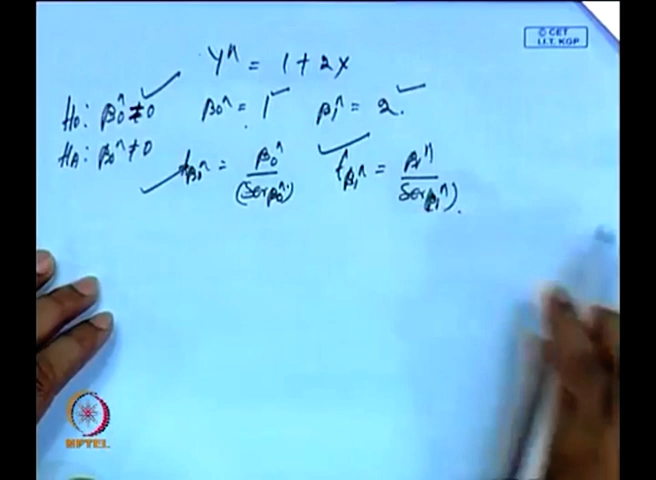 © CET
I.I.T. KGP
Y^ = 1 + 2x
H0: β0^ = 0 β0^ = 1 β1^ = 2.
HA: β0^ ≠ 0 tβ0^ = β0^ / (Ser β0^) tβ1^ = β1^ / Ser β1^).
NPTEL